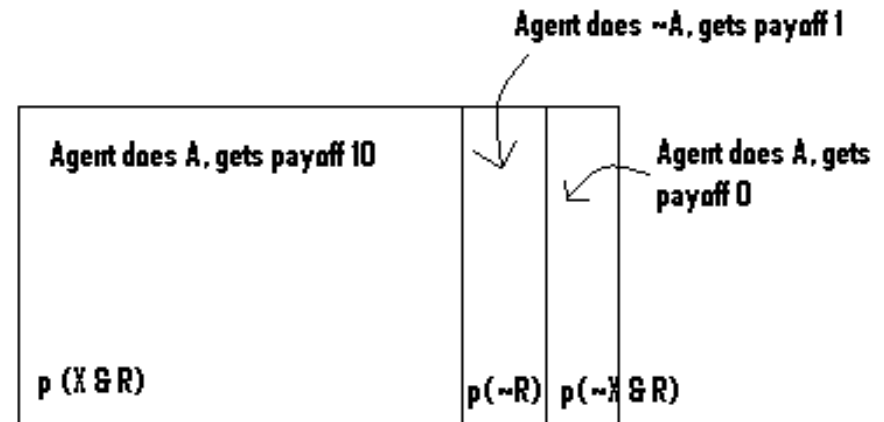 Agent does ~A, gets payoff 1
Agent does A, gets payoff 10
Agent does A, gets
payoff 0
p (X & R)
p(~R)
p(~X & R)